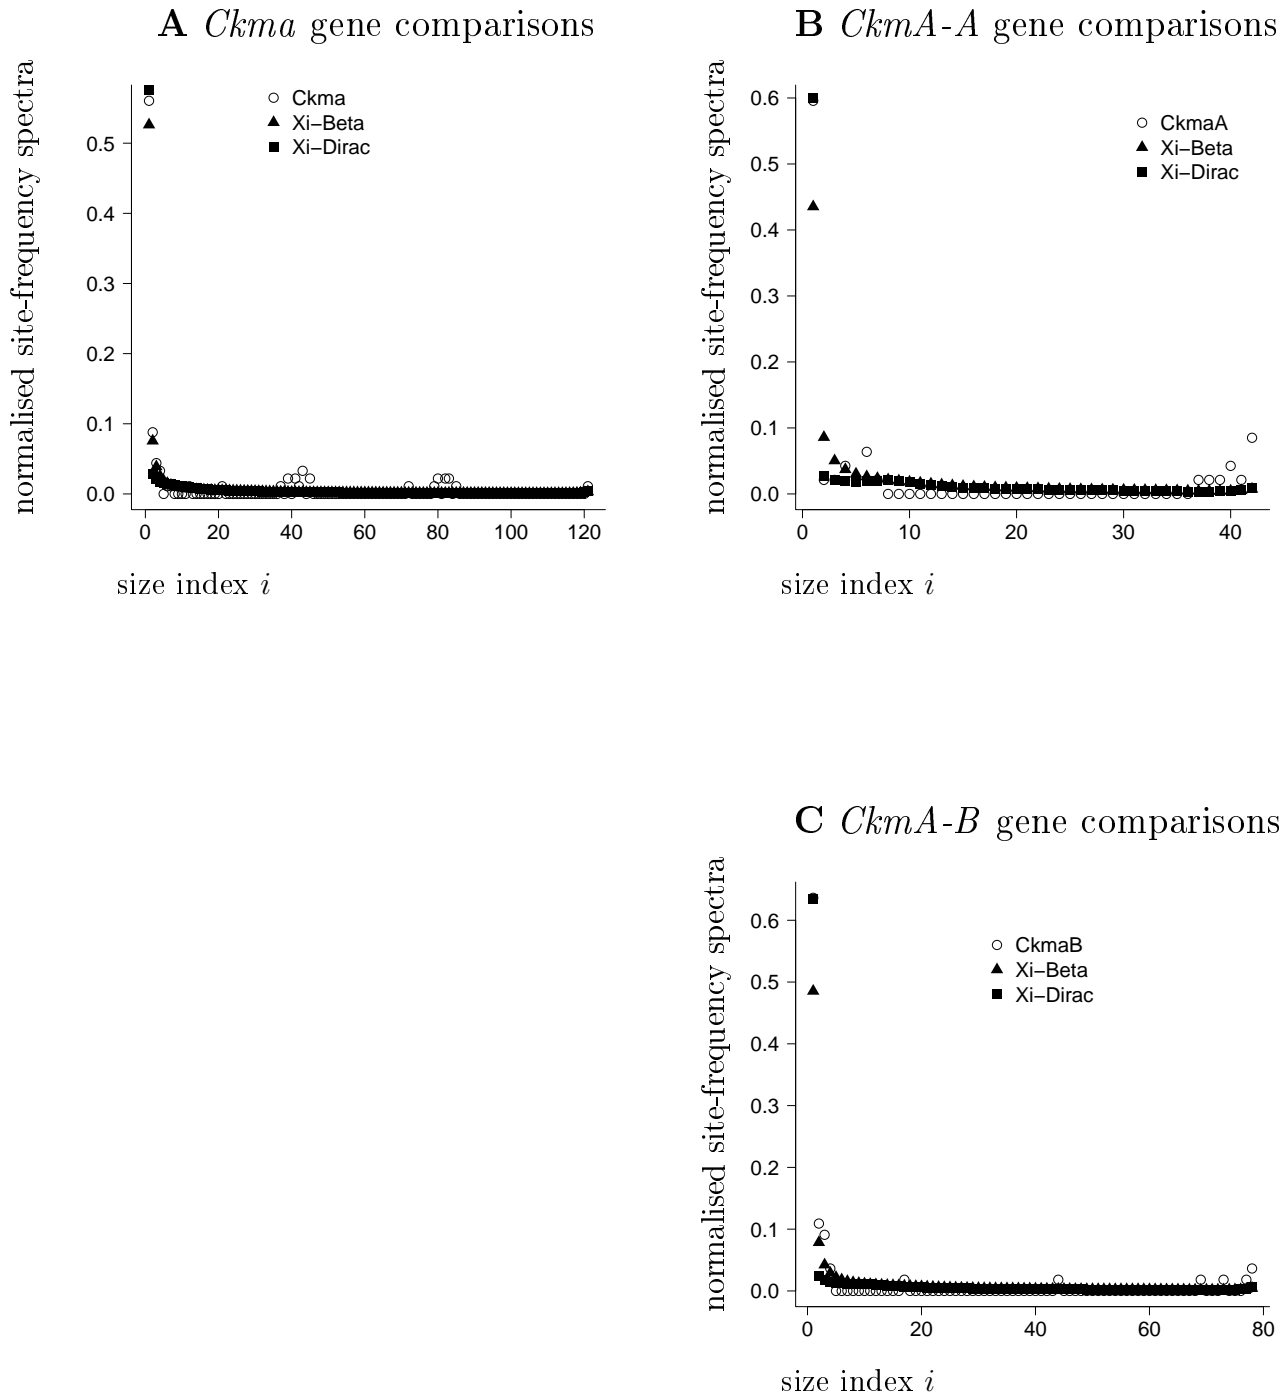 A Ckma gene comparisons
normalised site-frequency spectra
0.5
0.4
0.3
0.2
0.1
0.0
Ckma
Xi−Beta
Xi−Dirac
0 20 40 60 80 100 120
size index i
B CkmA-A gene comparisons
normalised site-frequency spectra
0.6
0.5
0.4
0.3
0.2
0.1
0.0
CkmaA
Xi−Beta
Xi−Dirac
0 10 20 30 40
size index i
C CkmA-B gene comparisons
normalised site-frequency spectra
0.6
0.5
0.4
0.3
0.2
0.1
0.0
CkmaB
Xi−Beta
Xi−Dirac
0 20 40 60 80
size index i